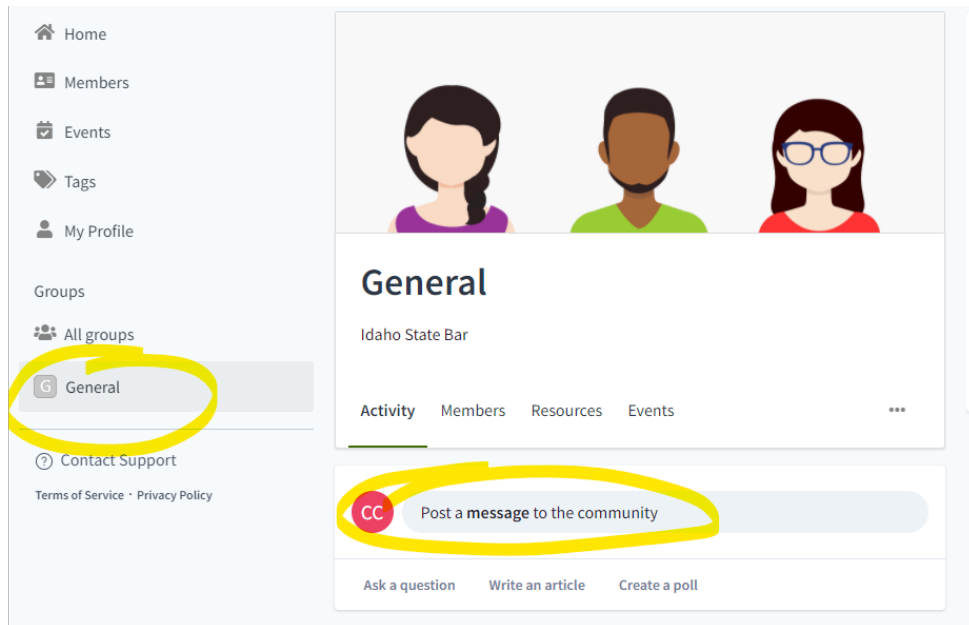 Home
Members
Events
Tags
My Profile
Groups
All groups
G General
Contact Support
Terms of Service · Privacy Policy
General
Idaho State Bar
Activity Members Resources Events
CC Post a message to the community
Ask a question Write an article Create a poll